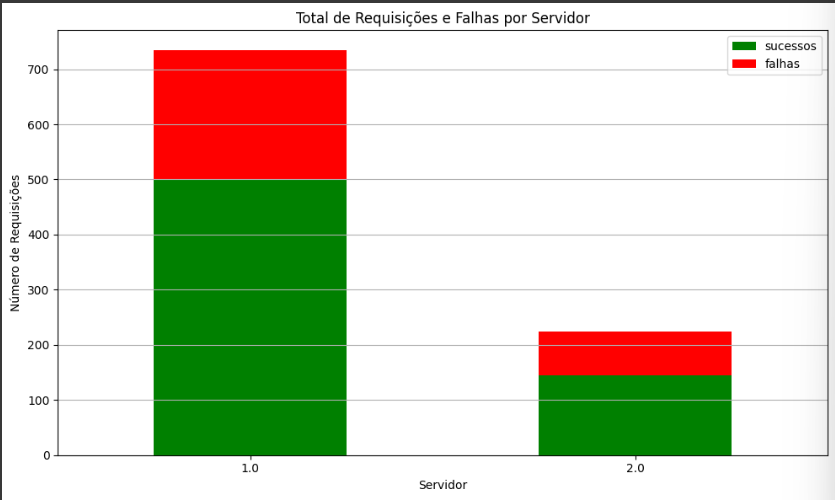 Total de Requisições e Falhas por Servidor
sucessos
falhas
Número de Requisições
700
600
500
400
300
200
100
0
1.0
2.0
Servidor